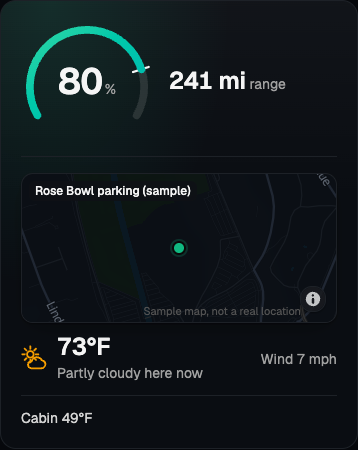 80%
241 mi range
Rose Bowl parking (sample)
Lind
Sample map, not a real location
73°F
Partly cloudy here now
Wind 7 mph
Cabin 49°F